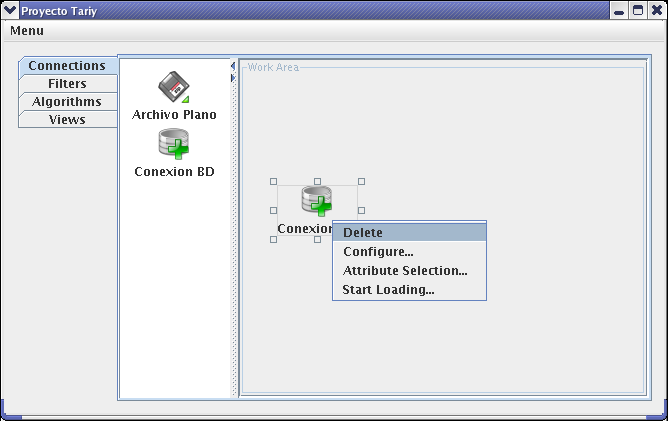 Proyecto Tariy
Menu
Connections
Filters
Algorithms
Views
Archivo Plano
Conexion BD
Work Area
Conexion
Delete
Configure...
Attribute Selection...
Start Loading...